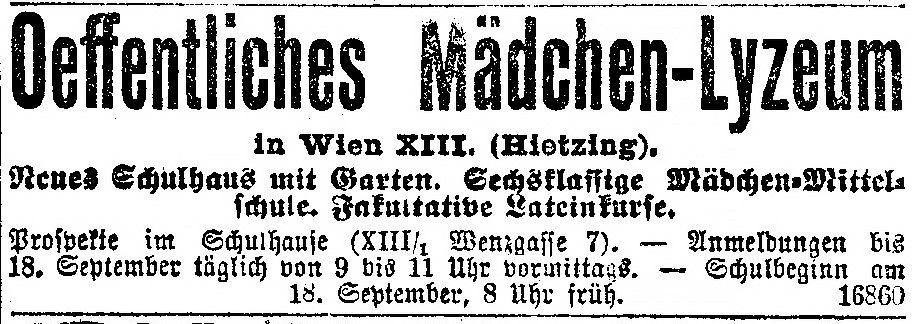 Oeffentliches Mädchen-Lyzeum
in Wien XIII. (Hietzing).
Neues Schulhaus mit Garten. Sechsklassige Mädchen-Mittel-
schule. Fakultative Lateinkurse.
Prospekte im Schulhause (XIII/1 Wenzgasse 7). — Anmeldungen bis
18. September täglich von 9 bis 11 Uhr vormittags. — Schulbeginn am
18. September, 8 Uhr früh. 16860